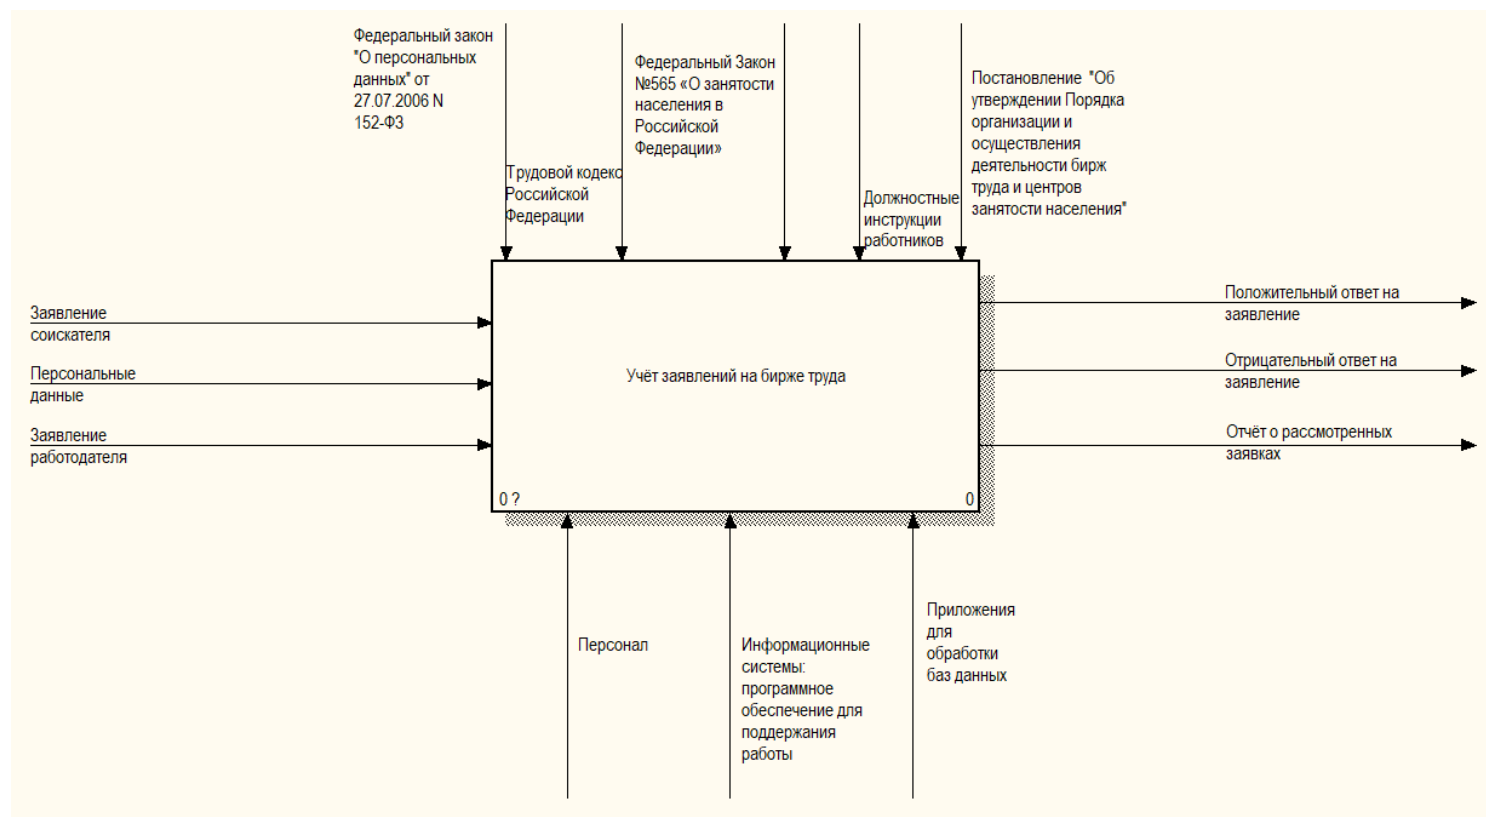 Федеральный закон
"О персональных
данных" от
27.07.2006 N
152-ФЗ
Трудовой кодекс
Российской
Федерации
Федеральный Закон
№565 «О занятости
населения в
Российской
Федерации»
Должностные
инструкции
работников
Постановление "Об
утверждении Порядка
организации и
осуществления
деятельности бирж
труда и центров
занятости населения"
Заявление
соискателя
Персональные
данные
Заявление
работодателя
Учёт заявлений на бирже труда
0 ?
0
Положительный ответ на
заявление
Отрицательный ответ на
заявление
Отчёт о рассмотренных
заявках
Персонал
Информационные
системы:
программное
обеспечение для
поддержания
работы
Приложения
для
обработки
баз данных